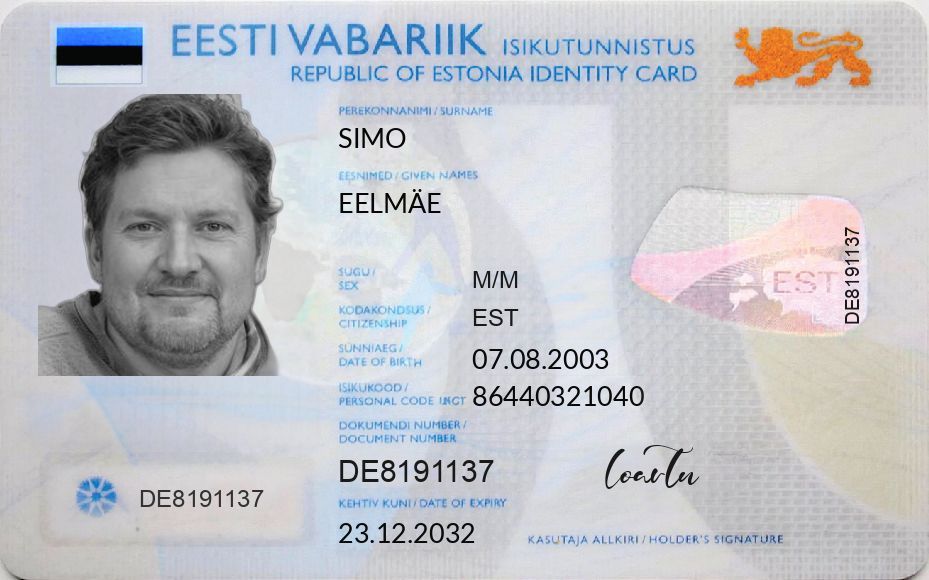 EESTI VABARIIK ISIKUTUNNISTUS
REPUBLIC OF ESTONIA IDENTITY CARD
PEREKONNANIMI / SURNAME
SIMO
EESNIMED / GIVEN NAMES
EELMÄE
SUGU /
SEX
M/M
KODAKONDSUS /
CITIZENSHIP
EST
SÜNNIAEG /
DATE OF BIRTH
07.08.2003
ISIKUKOOD /
PERSONAL CODE
86440321040
DOKUMENDI NUMBER /
DOCUMENT NUMBER
DE8191137
KEHTIV KUNI / DATE OF EXPIRY
23.12.2032
DE8191137
KASUTAJA ALLKIRI / HOLDER'S SIGNATURE
EST
DE8191137